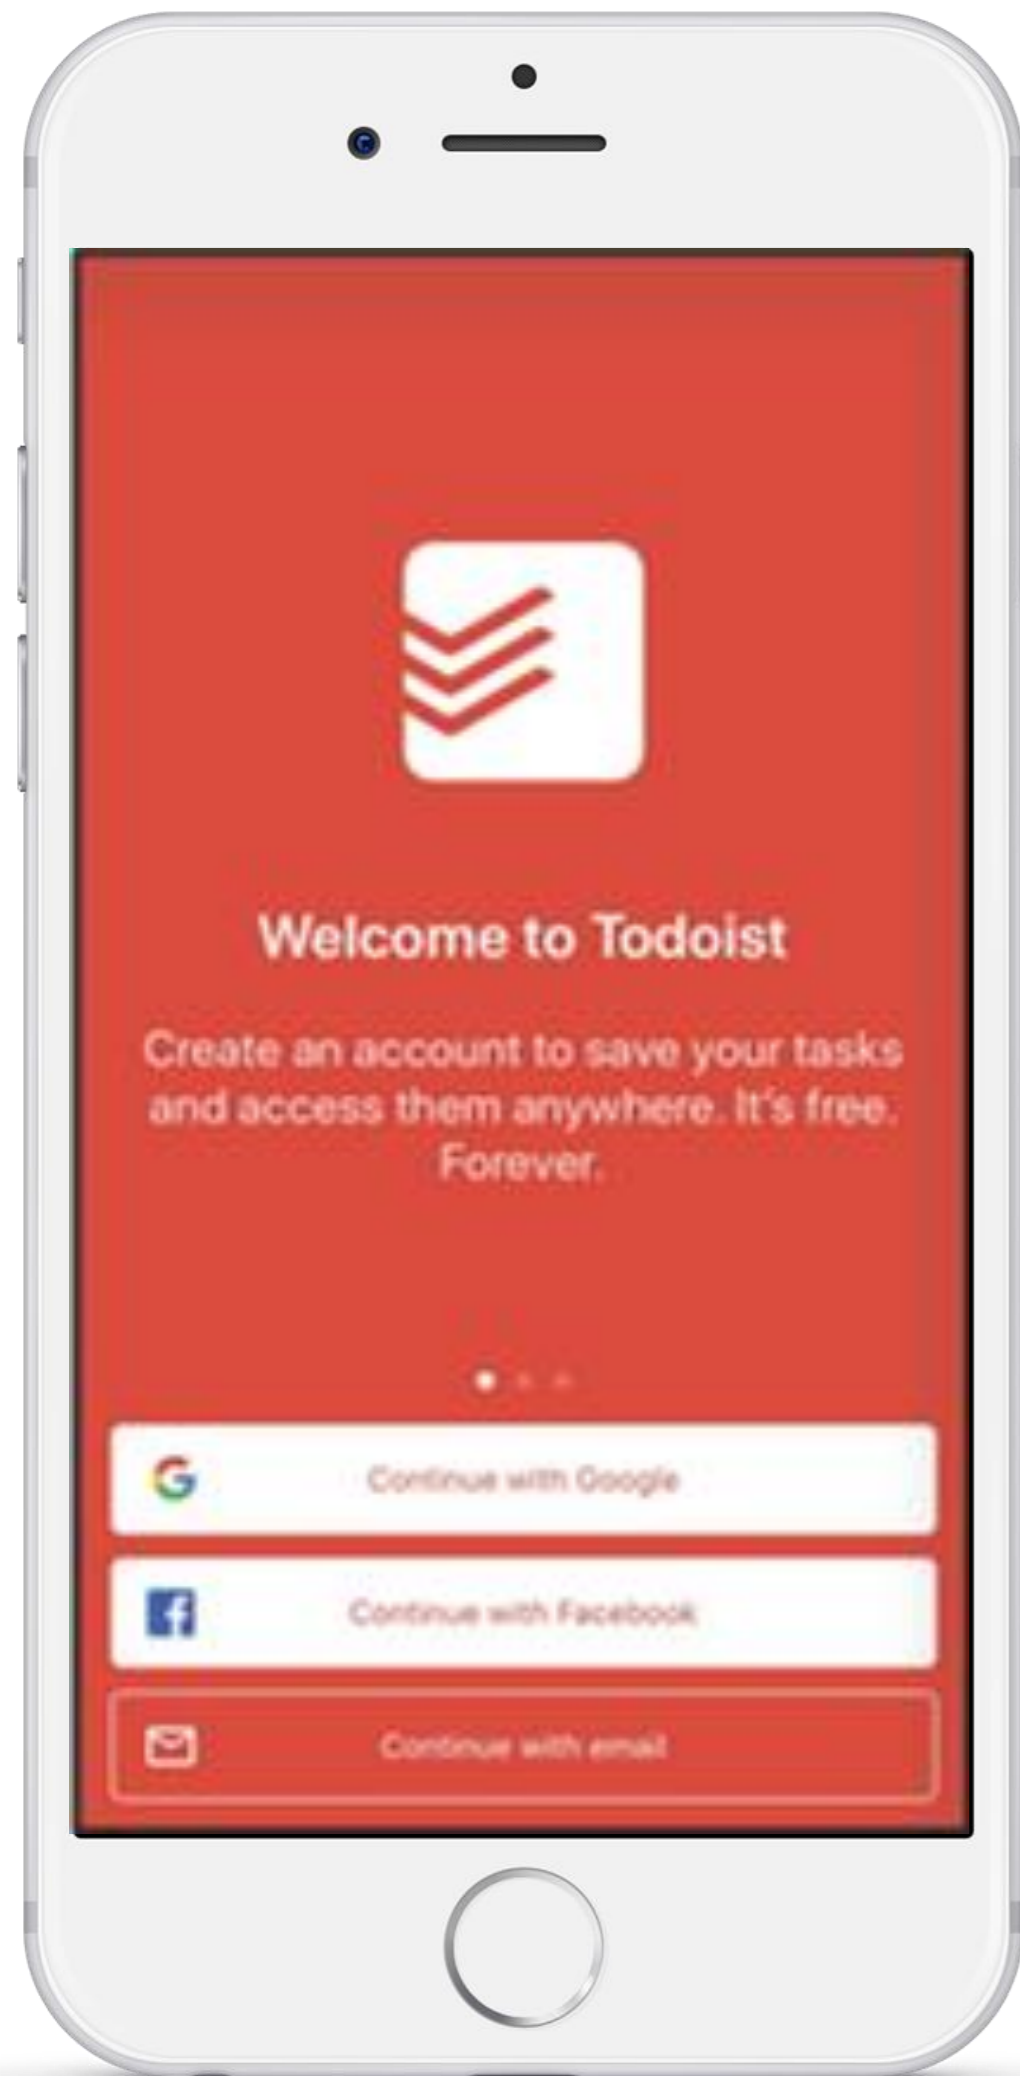 Welcome to Todoist
Create an account to save your tasks
and access them anywhere. It's free.
Forever.
Continue with Google
Continue with Facebook
Continue with email